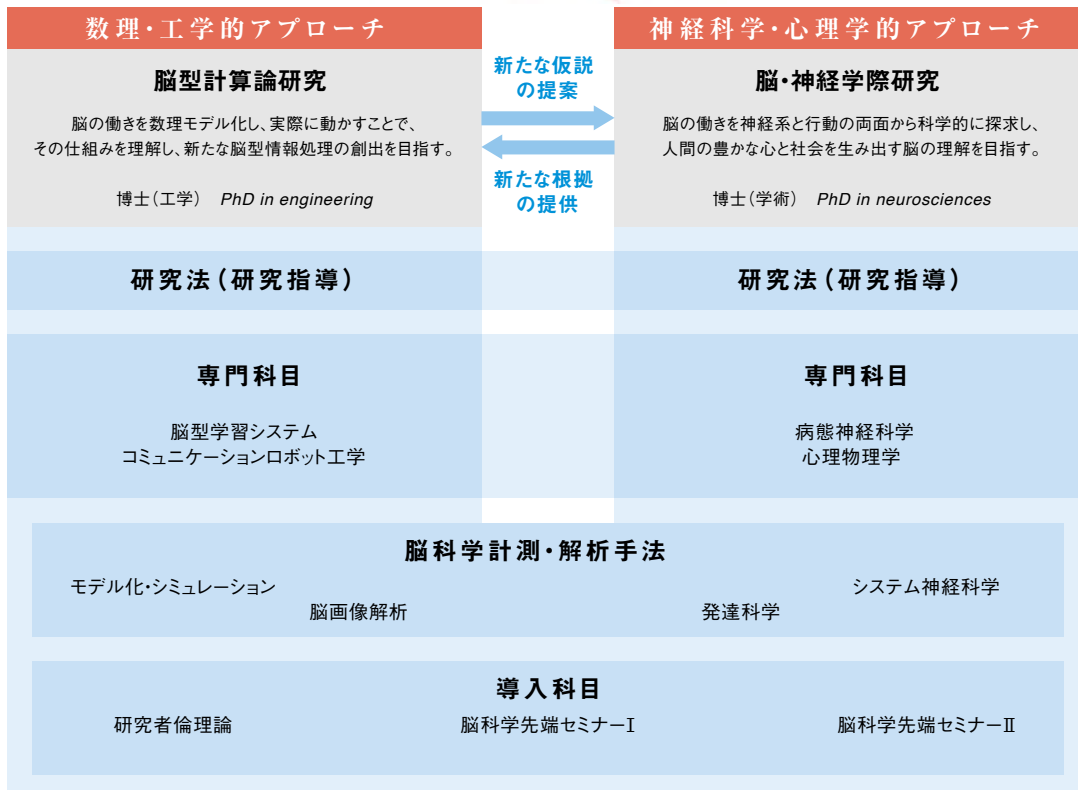 数理・工学的アプローチ
神経科学・心理学的アプローチ
脳型計算論研究
脳の働きを数理モデル化し、実際に動かすことで、
その仕組みを理解し、新たな脳型情報処理の創出を目指す。
博士（工学） PhD in engineering
新たな仮説
の提案
新たな根拠
の提供
脳・神経学際研究
脳の働きを神経系と行動の両面から科学的に探求し、
人間の豊かな心と社会を生み出す脳の理解を目指す。
博士（学術） PhD in neurosciences
研究法（研究指導）
研究法（研究指導）
専門科目
脳型学習システム
コミュニケーションロボット工学
専門科目
病態神経科学
心理物理学
脳科学計測・解析手法
モデル化・シミュレーション
脳画像解析
発達科学
システム神経科学
導入科目
研究者倫理論
脳科学先端セミナーⅠ
脳科学先端セミナーⅡ